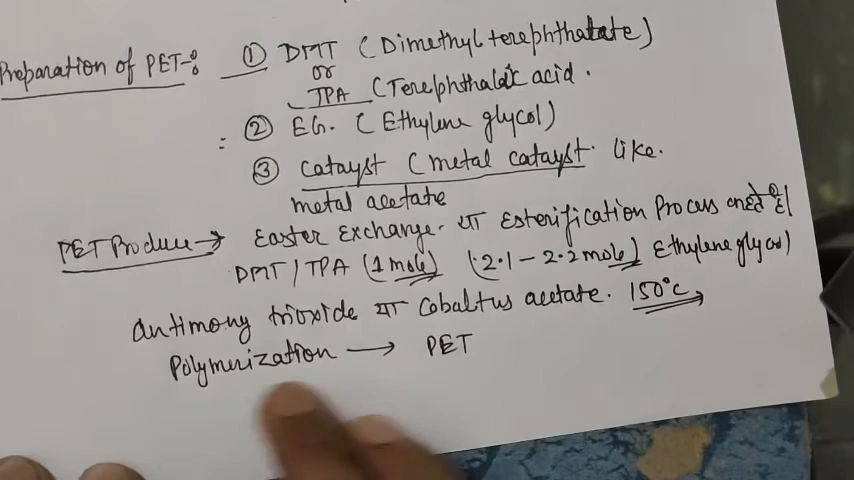 Preparation of PET-: ① DMT (Dimethyl terephthalate)
or
TPA (Terephthalic acid.
: ② EG. (Ethylene glycol)
③ Catayst (metal catayst. like.
metal acetate
PET Produce → Easter Exchange. या Esterification Process करते है।
DMT/TPA (1 mole) (2.1-2.2 mole) Ethylene glycol
Antimony trioxide या Cobaltus acetate. 150°c
Polymerization → PET